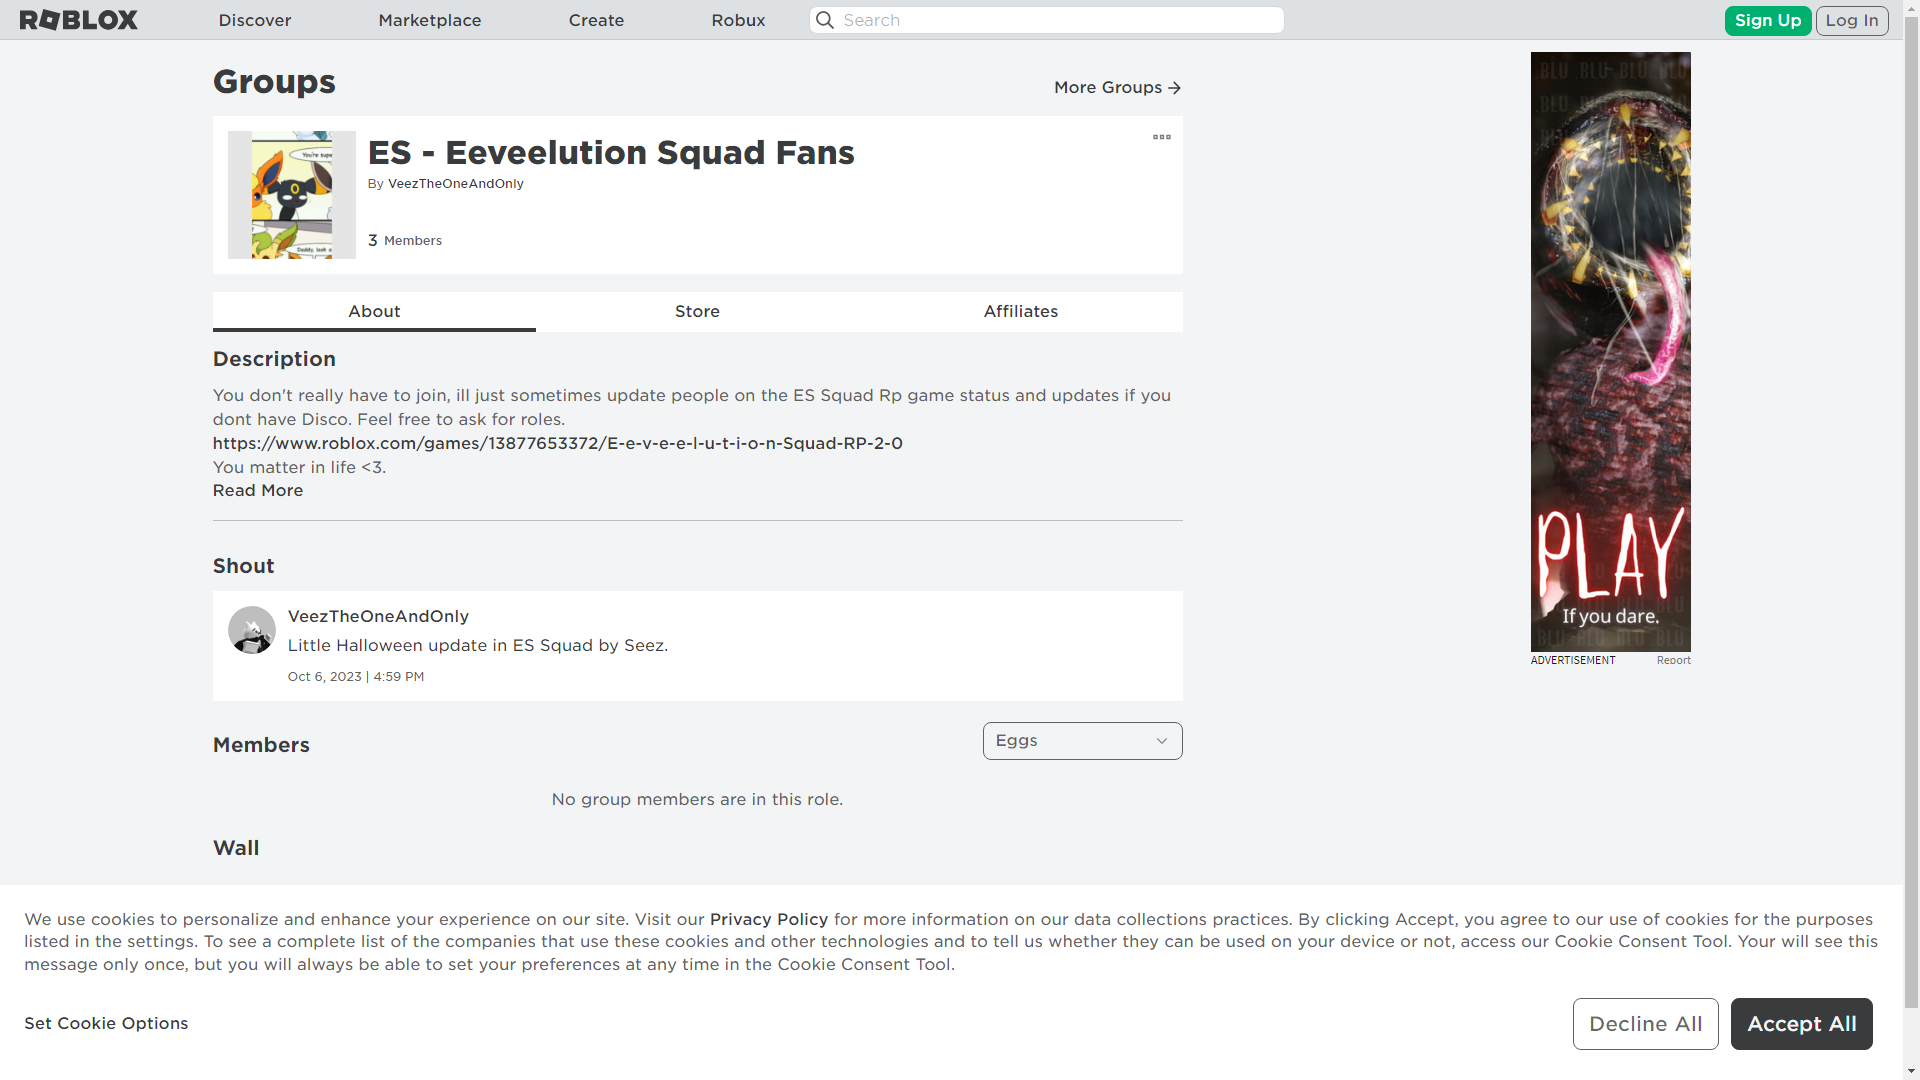 ROBLOX
Discover
Marketplace
Create
Robux
Search
Sign Up
Log In
Groups
More Groups
ES - Eeveelution Squad Fans
By VeezTheOneAndOnly
3 Members
You're supe
Daddy, look a
About
Store
Affiliates
Description
You don't really have to join, ill just sometimes update people on the ES Squad Rp game status and updates if you
dont have Disco. Feel free to ask for roles.
https://www.roblox.com/games/13877653372/E-e-v-e-e-l-u-t-i-o-n-Squad-RP-2-0
You matter in life <3.
Read More
Shout
VeezTheOneAndOnly
Little Halloween update in ES Squad by Seez.
Oct 6, 2023 | 4:59 PM
Members
Eggs
No group members are in this role.
Wall
.BLU .BLU .BLU .BLU
PLAY
If you dare.
ADVERTISEMENT
Report
We use cookies to personalize and enhance your experience on our site. Visit our Privacy Policy for more information on our data collections practices. By clicking Accept, you agree to our use of cookies for the purposes
listed in the settings. To see a complete list of the companies that use these cookies and other technologies and to tell us whether they can be used on your device or not, access our Cookie Consent Tool. Your will see this
message only once, but you will always be able to set your preferences at any time in the Cookie Consent Tool.
Set Cookie Options
Decline All
Accept All